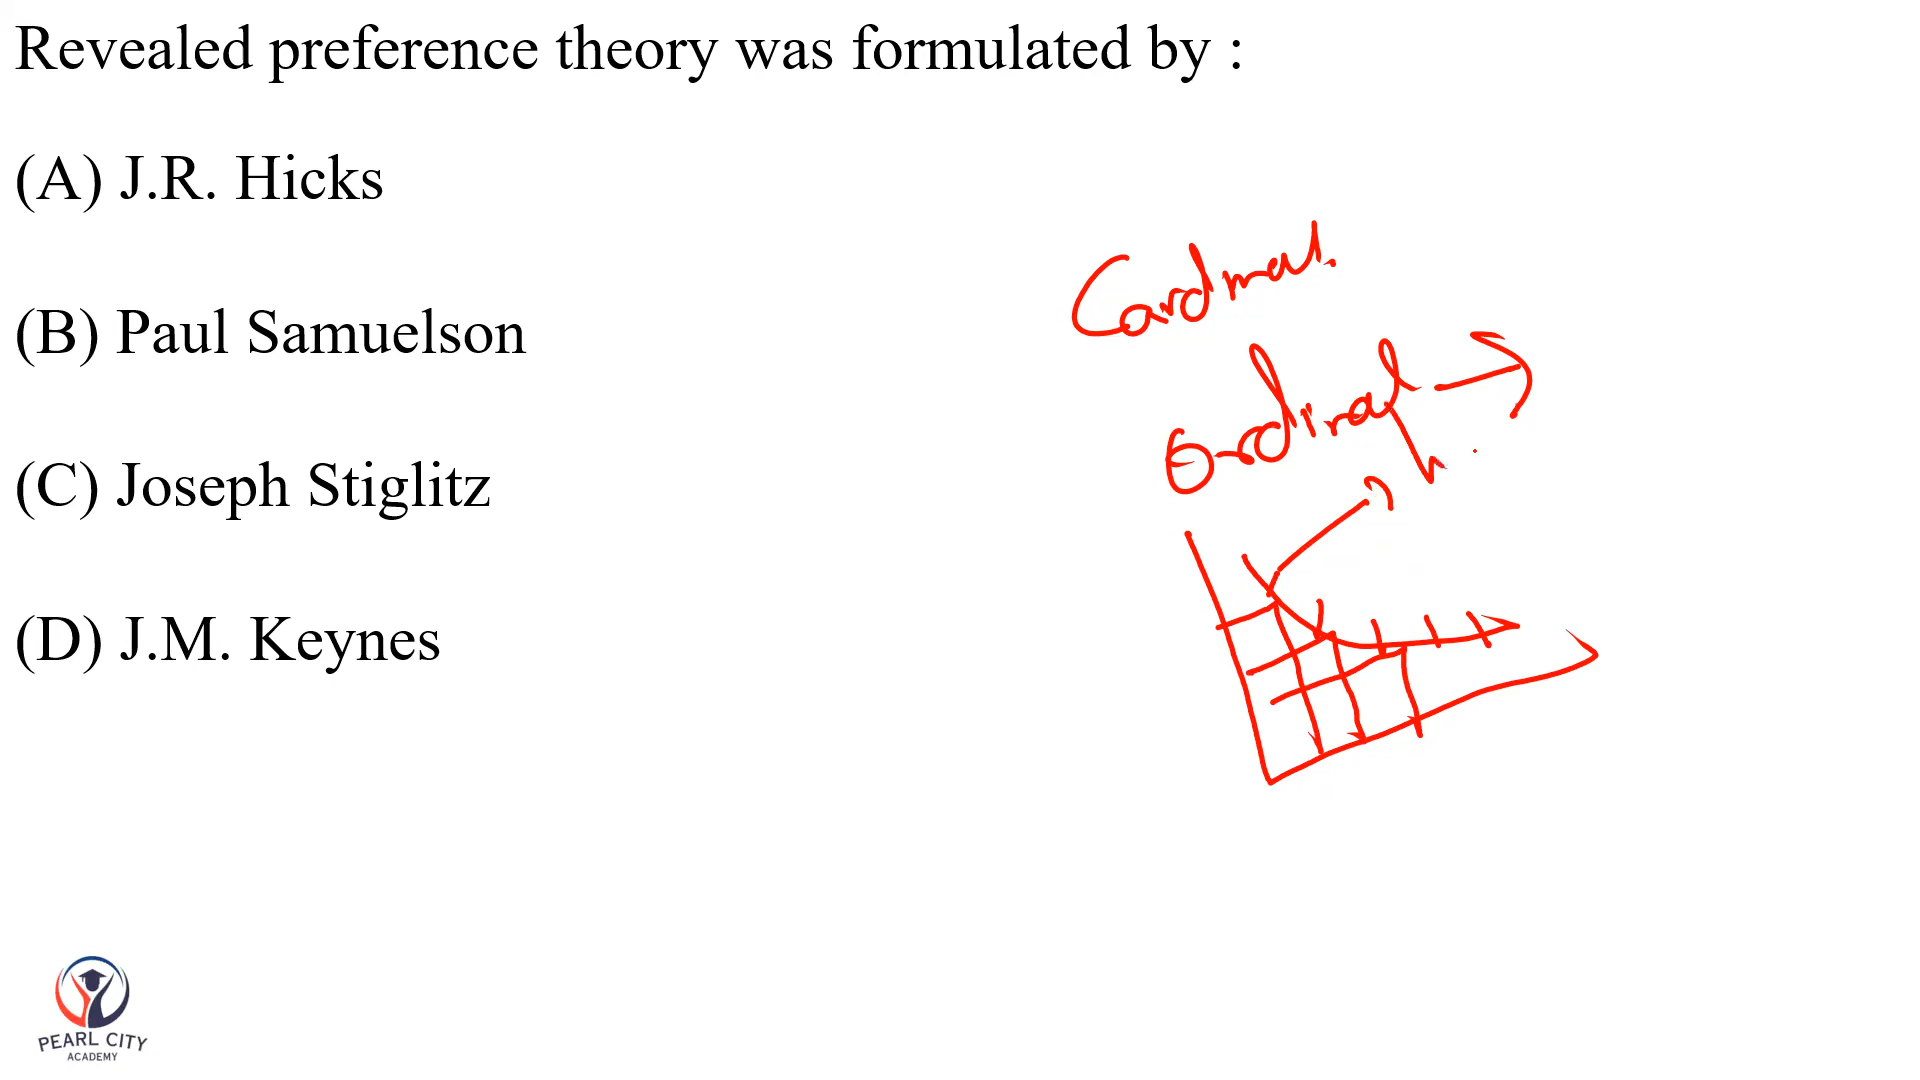 Revealed preference theory was formulated by :
(A) J.R. Hicks
(B) Paul Samuelson
(C) Joseph Stiglitz
(D) J.M. Keynes
Cardinal.
Ordinal
PEARL CITY
ACADEMY